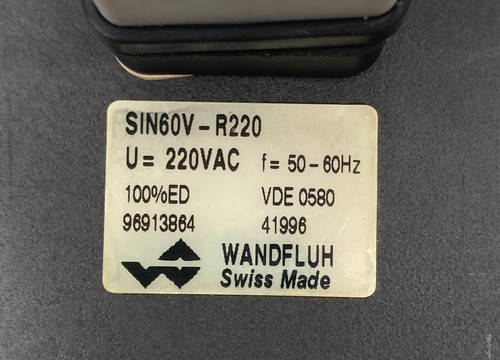 SIN60V-R220
U= 220VAC f= 50-60Hz
100%ED VDE 0580
96913864 41996
WANDFLUH
Swiss Made